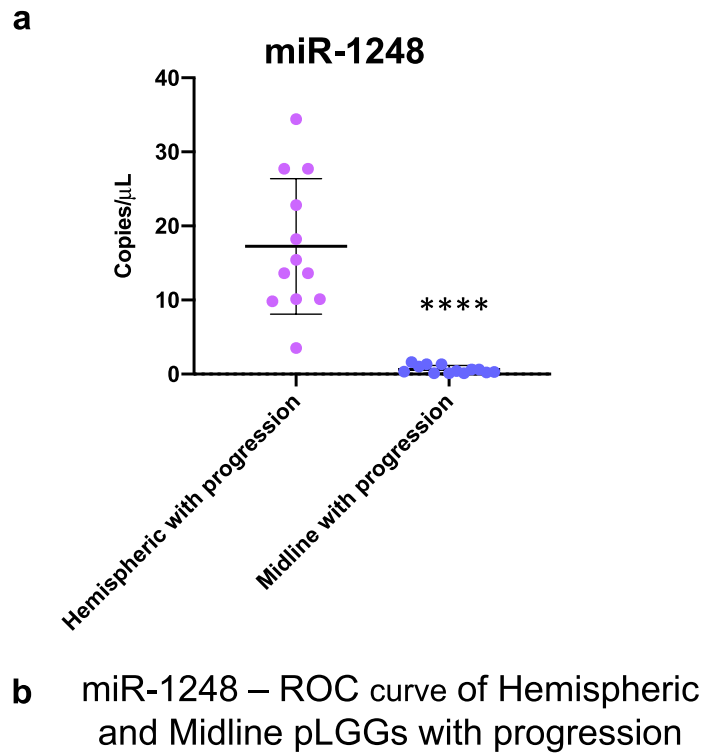 a
miR-1248
40
30
20
10
0
Copies/μL
****
Hemispheric with progression
Midline with progression
b miR-1248 – ROC curve of Hemispheric
and Midline pLGGs with progression